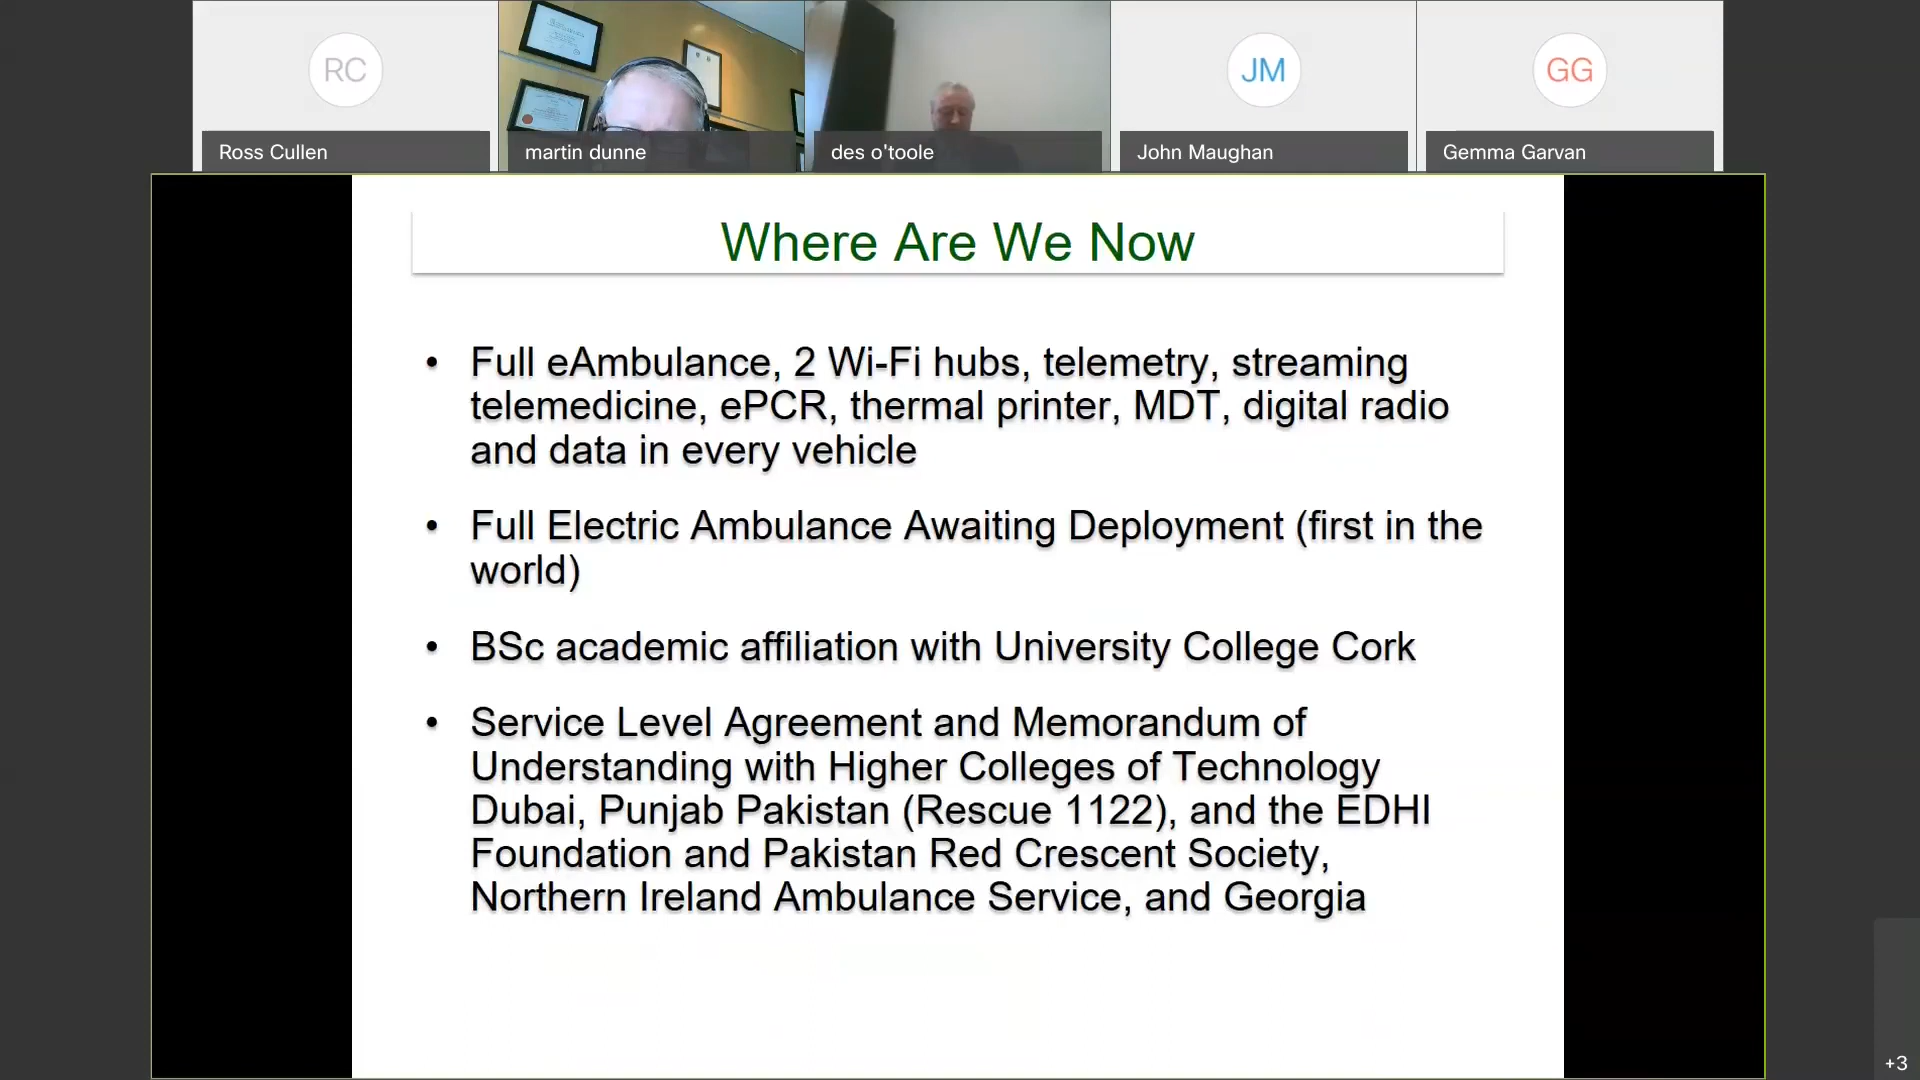 RC
JM
GG
Ross Cullen
martin dunne
des o'toole
John Maughan
Gemma Garvan
Where Are We Now
• Full eAmbulance, 2 Wi-Fi hubs, telemetry, streaming
telemedicine, ePCR, thermal printer, MDT, digital radio
and data in every vehicle
• Full Electric Ambulance Awaiting Deployment (first in the
world)
• BSc academic affiliation with University College Cork
• Service Level Agreement and Memorandum of
Understanding with Higher Colleges of Technology
Dubai, Punjab Pakistan (Rescue 1122), and the EDHI
Foundation and Pakistan Red Crescent Society,
Northern Ireland Ambulance Service, and Georgia
+3